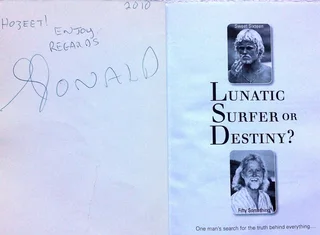 2010
HOZEET!
ENJOY
REGARDS
RONALD
Sweet Sixteen
LUNATIC
SURFER OR
DESTINY?
Fifty Something
One man's search for the truth behind everything...